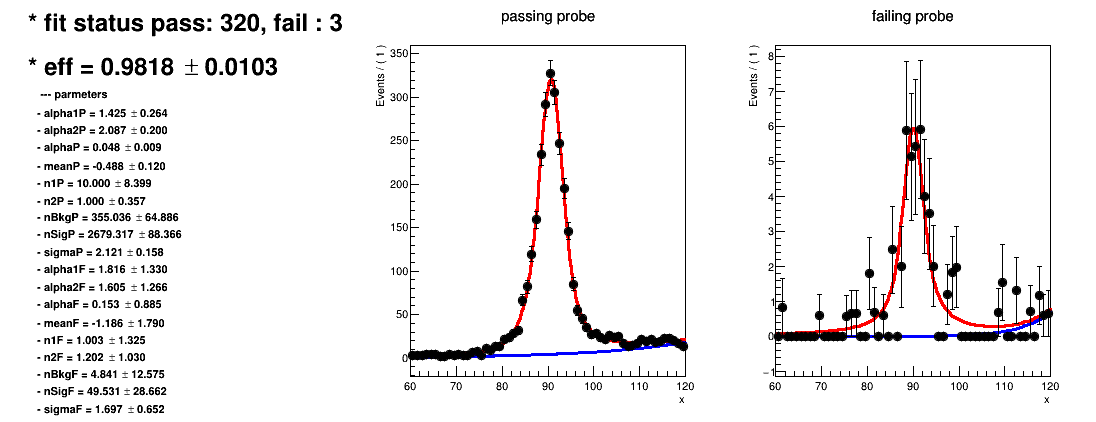 * fit status pass: 320, fail : 3
* eff = 0.9818 ± 0.0103
--- parmeters
- alpha1P = 1.425 ± 0.264
- alpha2P = 2.087 ± 0.200
- alphaP = 0.048 ± 0.009
- meanP = -0.488 ± 0.120
- n1P = 10.000 ± 8.399
- n2P = 1.000 ± 0.357
- nBkgP = 355.036 ± 64.886
- nSigP = 2679.317 ± 88.366
- sigmaP = 2.121 ± 0.158
- alpha1F = 1.816 ± 1.330
- alpha2F = 1.605 ± 1.266
- alphaF = 0.153 ± 0.885
- meanF = -1.186 ± 1.790
- n1F = 1.003 ± 1.325
- n2F = 1.202 ± 1.030
- nBkgF = 4.841 ± 12.575
- nSigF = 49.531 ± 28.662
- sigmaF = 1.697 ± 0.652
passing probe
Events / ( 1 )
350
300
250
200
150
100
50
0
60 70 80 90 100 110 120
x
failing probe
Events / ( 1 )
8
7
6
5
4
3
2
1
0
−1
60 70 80 90 100 110 120
x